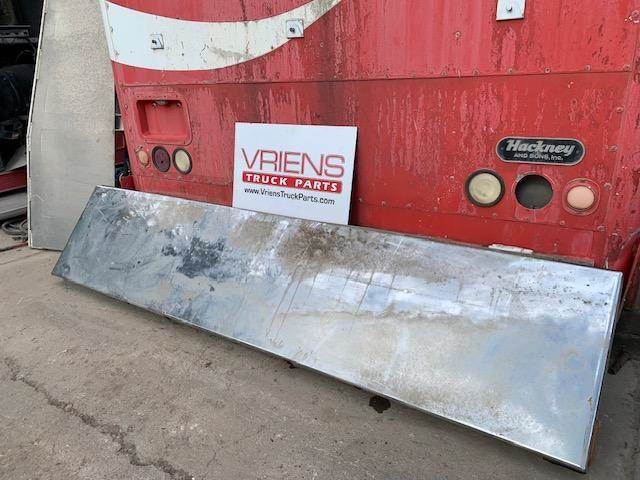 VRIENS
TRUCK PARTS
www.VriensTruckParts.com
Hackney
AND SONS, Inc.